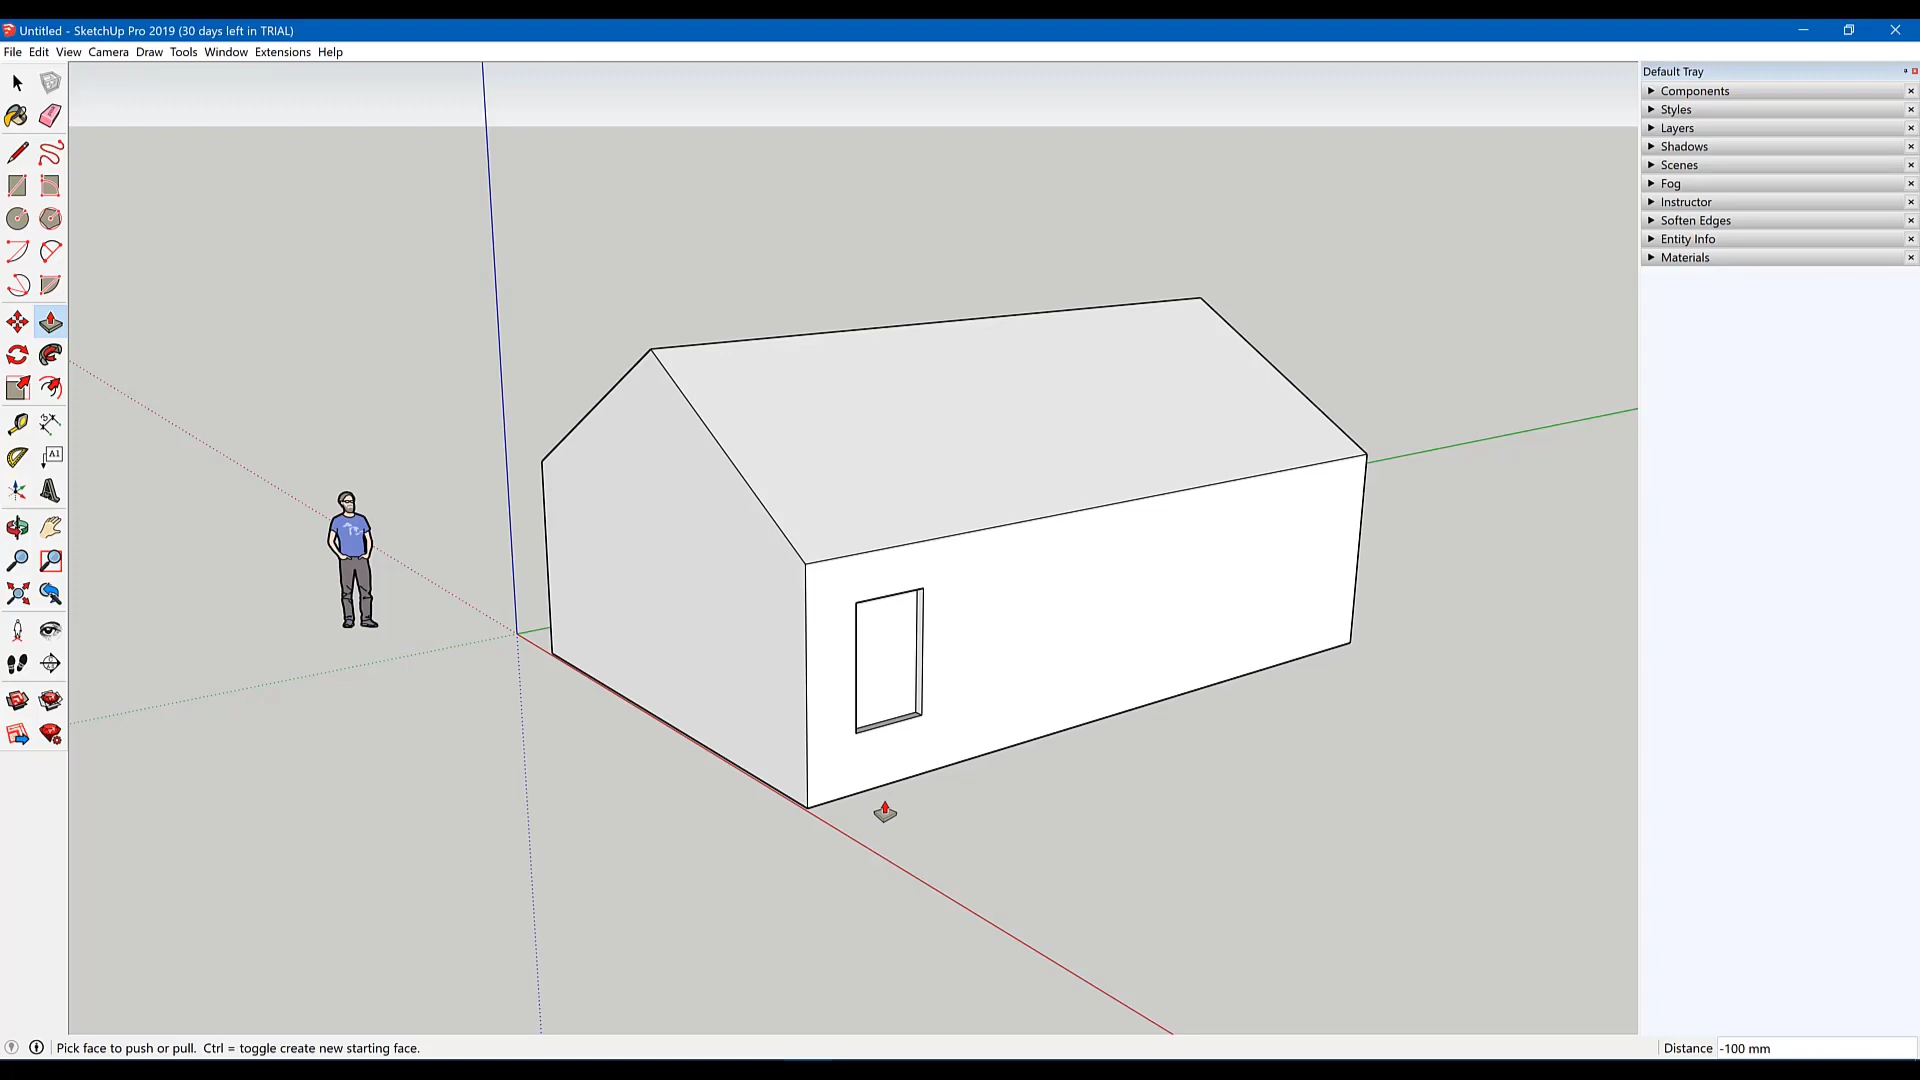 Untitled - SketchUp Pro 2019 (30 days left in TRIAL)
File Edit View Camera Draw Tools Window Extensions Help
Default Tray
Components
Styles
Layers
Shadows
Scenes
Fog
Instructor
Soften Edges
Entity Info
Materials
A1
Pick face to push or pull. Ctrl = toggle create new starting face.
Distance -100 mm